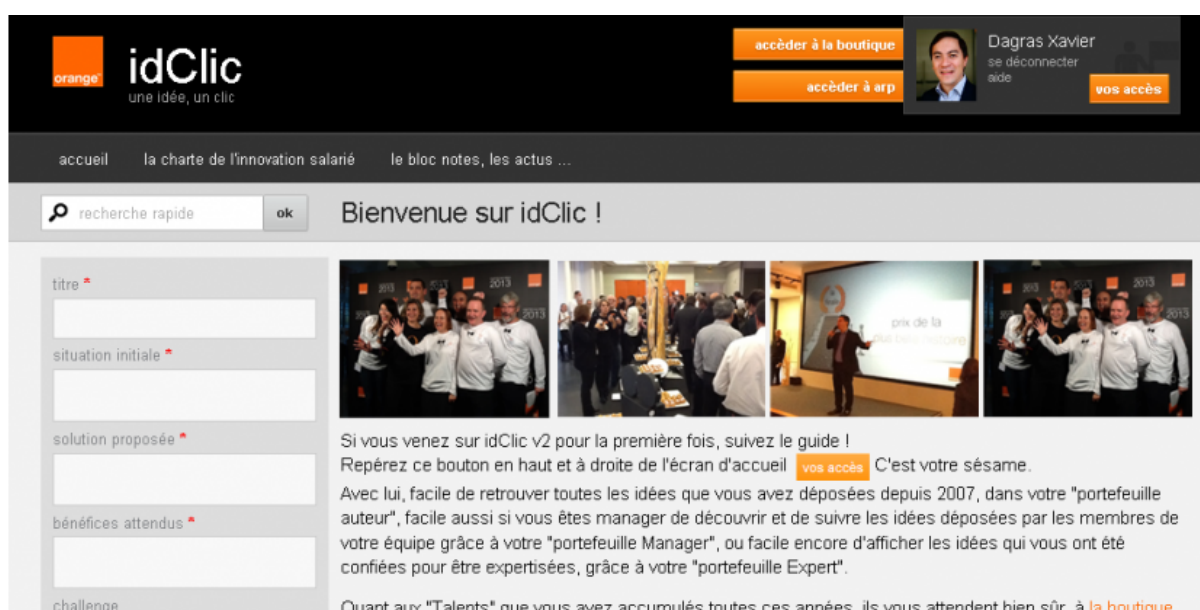 accèder à la boutique
Dagras Xavier
se déconnecter
aide
vos accès
accèder à arp
orange
idClic
une idée, un clic
accueil
la charte de l'innovation salarié
le bloc notes, les actus ...
recherche rapide
ok
Bienvenue sur idClic !
titre *
situation initiale *
solution proposée *
bénéfices attendus *
challenge
2013
2013
prix de la
plus belle histoire
2013
2013
Si vous venez sur idClic v2 pour la première fois, suivez le guide !
Repérez ce bouton en haut et à droite de l'écran d'accueil vos accès C'est votre sésame.
Avec lui, facile de retrouver toutes les idées que vous avez déposées depuis 2007, dans votre "portefeuille
auteur", facile aussi si vous êtes manager de découvrir et de suivre les idées déposées par les membres de
votre équipe grâce à votre "portefeuille Manager", ou facile encore d'afficher les idées qui vous ont été
confiées pour être expertisées, grâce à votre "portefeuille Expert".
Quant aux "Talents" que vous avez accumulés toutes ces années, ils vous attendent bien sûr, à la boutique